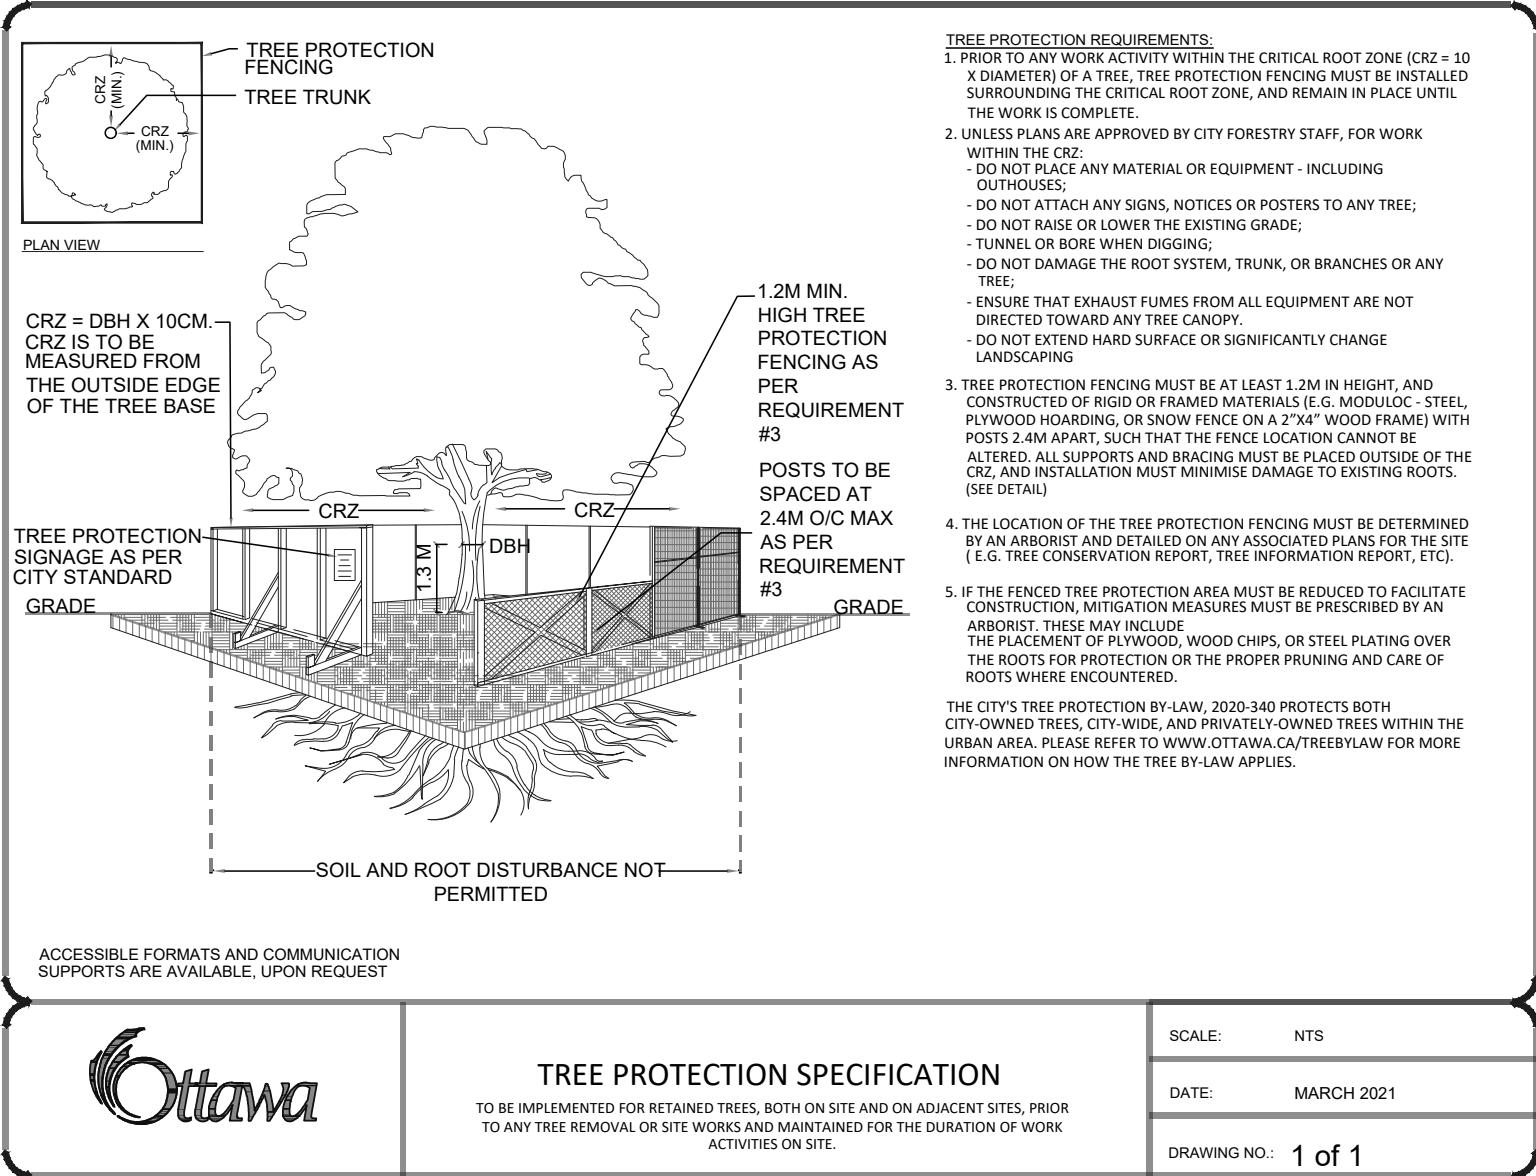 TREE PROTECTION
FENCING
TREE TRUNK
CRZ
(MIN.)
CRZ
(MIN.)
PLAN VIEW
CRZ = DBH X 10CM.
CRZ IS TO BE
MEASURED FROM
THE OUTSIDE EDGE
OF THE TREE BASE
1.2M MIN.
HIGH TREE
PROTECTION
FENCING AS
PER
REQUIREMENT
#3
POSTS TO BE
SPACED AT
2.4M O/C MAX
AS PER
REQUIREMENT
#3
CRZ
CRZ
TREE PROTECTION
SIGNAGE AS PER
CITY STANDARD
DBH
1.3 M
GRADE
GRADE
SOIL AND ROOT DISTURBANCE NOT
PERMITTED
ACCESSIBLE FORMATS AND COMMUNICATION
SUPPORTS ARE AVAILABLE, UPON REQUEST
TREE PROTECTION REQUIREMENTS:
1. PRIOR TO ANY WORK ACTIVITY WITHIN THE CRITICAL ROOT ZONE (CRZ = 10
X DIAMETER) OF A TREE, TREE PROTECTION FENCING MUST BE INSTALLED
SURROUNDING THE CRITICAL ROOT ZONE, AND REMAIN IN PLACE UNTIL
THE WORK IS COMPLETE.
2. UNLESS PLANS ARE APPROVED BY CITY FORESTRY STAFF, FOR WORK
WITHIN THE CRZ:
- DO NOT PLACE ANY MATERIAL OR EQUIPMENT - INCLUDING
OUTHOUSES;
- DO NOT ATTACH ANY SIGNS, NOTICES OR POSTERS TO ANY TREE;
- DO NOT RAISE OR LOWER THE EXISTING GRADE;
- TUNNEL OR BORE WHEN DIGGING;
- DO NOT DAMAGE THE ROOT SYSTEM, TRUNK, OR BRANCHES OR ANY
TREE;
- ENSURE THAT EXHAUST FUMES FROM ALL EQUIPMENT ARE NOT
DIRECTED TOWARD ANY TREE CANOPY.
- DO NOT EXTEND HARD SURFACE OR SIGNIFICANTLY CHANGE
LANDSCAPING
3. TREE PROTECTION FENCING MUST BE AT LEAST 1.2M IN HEIGHT, AND
CONSTRUCTED OF RIGID OR FRAMED MATERIALS (E.G. MODULOC - STEEL,
PLYWOOD HOARDING, OR SNOW FENCE ON A 2”X4” WOOD FRAME) WITH
POSTS 2.4M APART, SUCH THAT THE FENCE LOCATION CANNOT BE
ALTERED. ALL SUPPORTS AND BRACING MUST BE PLACED OUTSIDE OF THE
CRZ, AND INSTALLATION MUST MINIMISE DAMAGE TO EXISTING ROOTS.
(SEE DETAIL)
4. THE LOCATION OF THE TREE PROTECTION FENCING MUST BE DETERMINED
BY AN ARBORIST AND DETAILED ON ANY ASSOCIATED PLANS FOR THE SITE
( E.G. TREE CONSERVATION REPORT, TREE INFORMATION REPORT, ETC).
5. IF THE FENCED TREE PROTECTION AREA MUST BE REDUCED TO FACILITATE
CONSTRUCTION, MITIGATION MEASURES MUST BE PRESCRIBED BY AN
ARBORIST. THESE MAY INCLUDE
THE PLACEMENT OF PLYWOOD, WOOD CHIPS, OR STEEL PLATING OVER
THE ROOTS FOR PROTECTION OR THE PROPER PRUNING AND CARE OF
ROOTS WHERE ENCOUNTERED.
THE CITY'S TREE PROTECTION BY-LAW, 2020-340 PROTECTS BOTH
CITY-OWNED TREES, CITY-WIDE, AND PRIVATELY-OWNED TREES WITHIN THE
URBAN AREA. PLEASE REFER TO WWW.OTTAWA.CA/TREEBYLAW FOR MORE
INFORMATION ON HOW THE TREE BY-LAW APPLIES.
Ottawa
TREE PROTECTION SPECIFICATION
TO BE IMPLEMENTED FOR RETAINED TREES, BOTH ON SITE AND ON ADJACENT SITES, PRIOR
TO ANY TREE REMOVAL OR SITE WORKS AND MAINTAINED FOR THE DURATION OF WORK
ACTIVITIES ON SITE.
SCALE: NTS
DATE: MARCH 2021
DRAWING NO.: 1 of 1